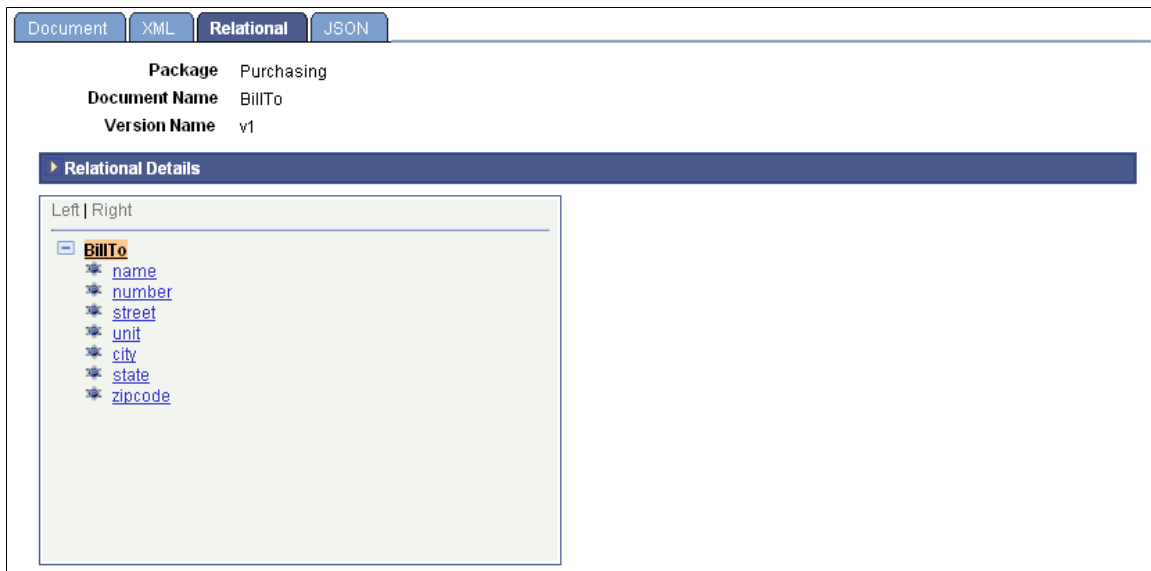 Document XML Relational JSON
Package Purchasing
Document Name BillTo
Version Name v1
Relational Details
Left | Right
BillTo
name
number
street
unit
city
state
zipcode